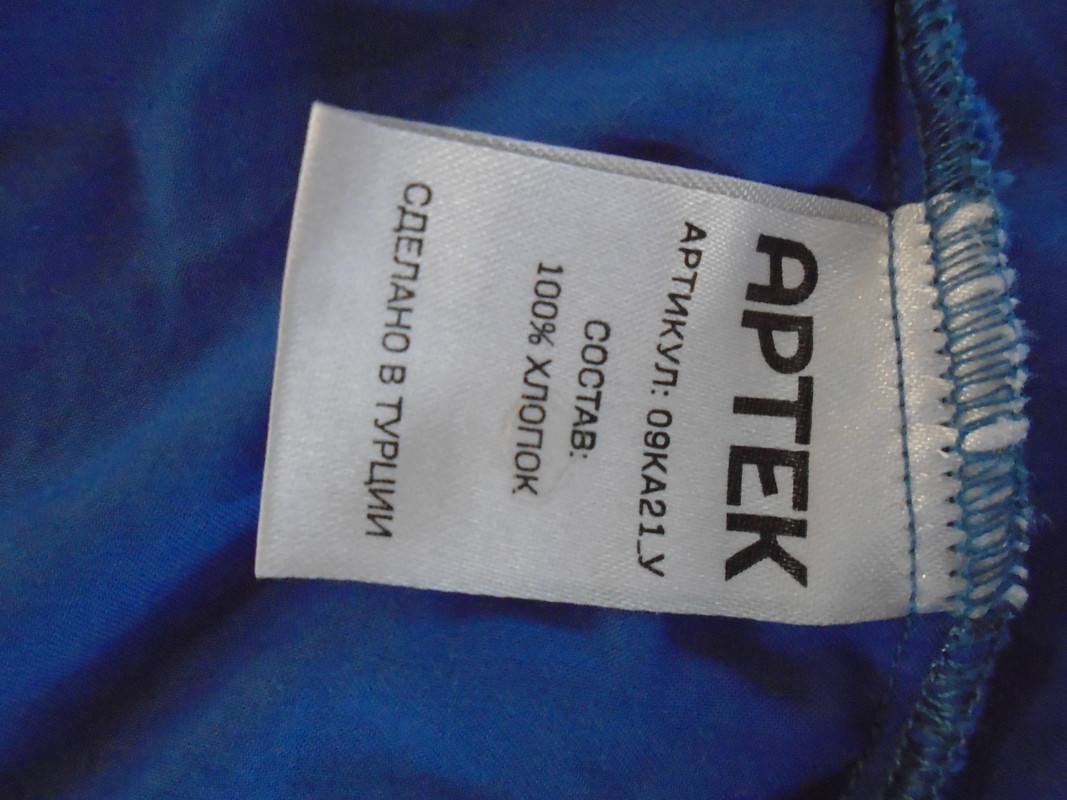 АРТЕК
АРТИКУЛ: 09КА21_У
СОСТАВ:
100% ХЛОПОК
СДЕЛАНО В ТУРЦИИ